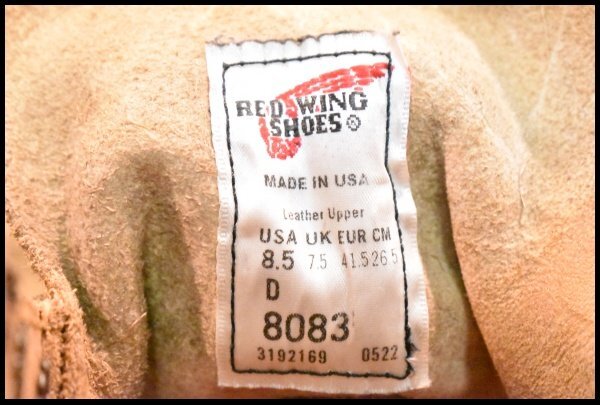 RED WING
SHOES®
MADE IN USA
Leather Upper
USA UK EUR CM
8.5 7.5 41.5 26.5
D
8083
3192169 0522